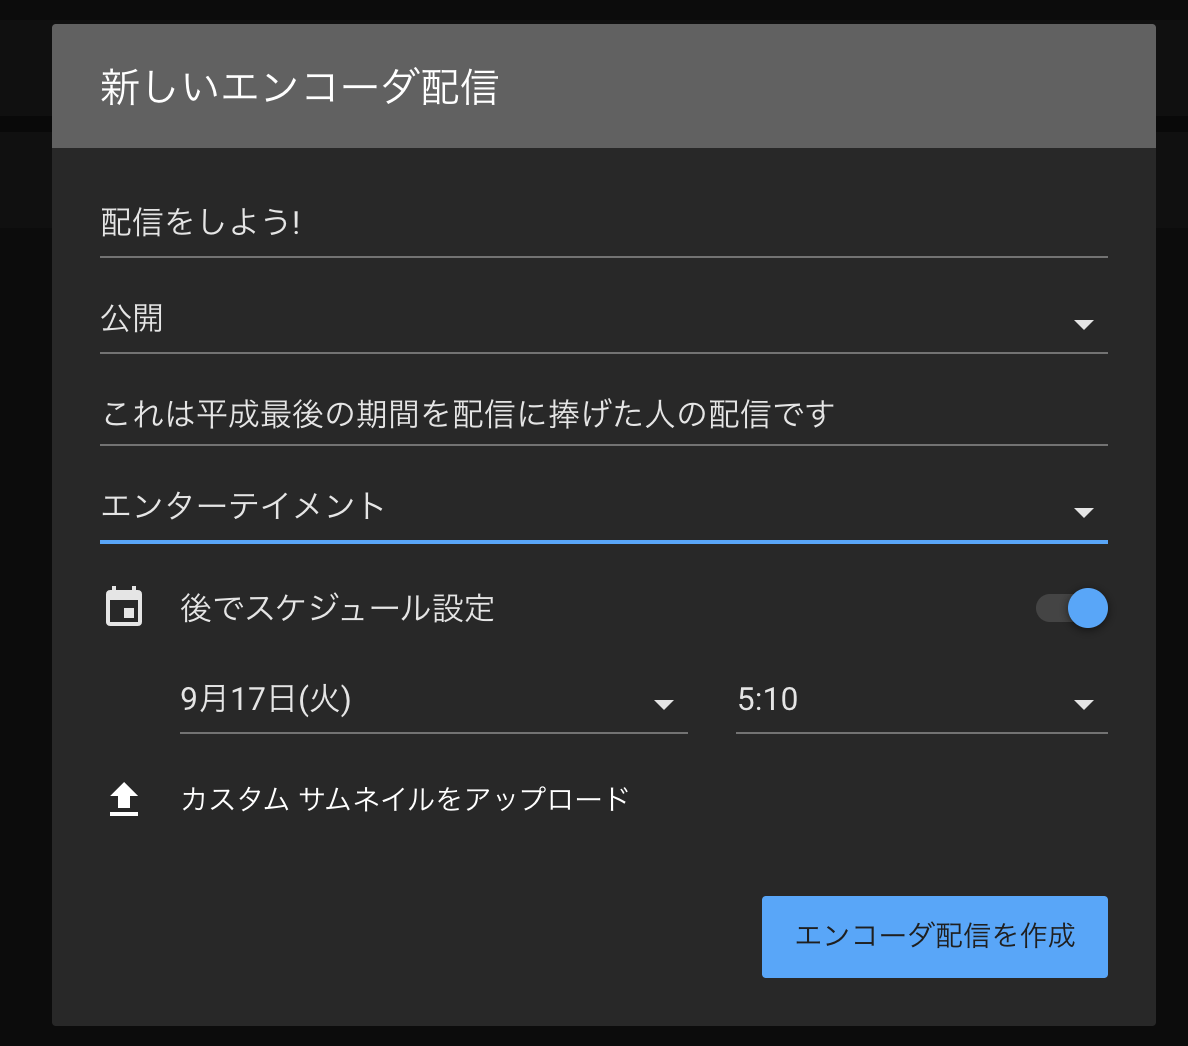 新しいエンコーダ配信
配信をしよう!
公開
これは平成最後の期間を配信に捧げた人の配信です
エンターテイメント
後でスケジュール設定
9月17日(火) 5:10
カスタム サムネイルをアップロード
エンコーダ配信を作成